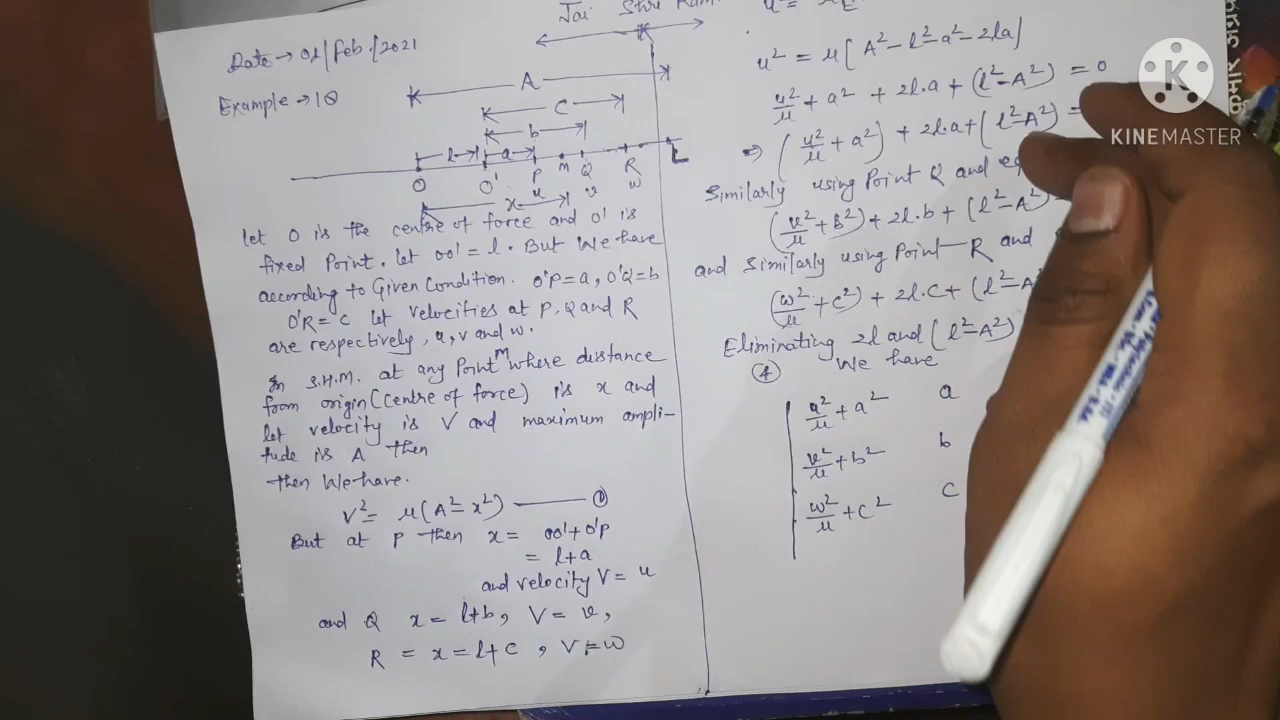 Jai Shri Ram
Date → 01/Feb./2021
Example → 10
A
C
b
l a
O O' P M Q R L
u v w
x
Let O is the centre of force and O' is
fixed Point. Let OO' = l. But We have
according to Given Condition. O'P=a, O'Q=b
O'R=c Let velocities at P, Q and R
are respectively, u, v and w.
In S.H.M. at any Point M where distance
from origin (centre of force) is x and
let velocity is V and maximum ampli-
tude is A then
then We have.
V² = μ(A²-x²) —— ①
But at P then x = OO'+O'P
= l+a
and velocity V= u
and Q x = l+b, V= v,
R = x = l+c, V=w
u² = μ[A²-l²-a²-2la]
u²/μ + a² + 2l.a + (l²-A²) = 0
⇒ (u²/μ + a²) + 2l.a+(l²-A²) =
Similarly using Point Q and
(v²/μ + b²) + 2l.b + (l²-A²)
and Similarly using Point R and
(w²/μ + c²) + 2l.c + (l²-A²
Eliminating 2l and (l²-A²)
④ We have
u²/μ + a² a
v²/μ + b² b
w²/μ + c² c
K
KINEMASTER